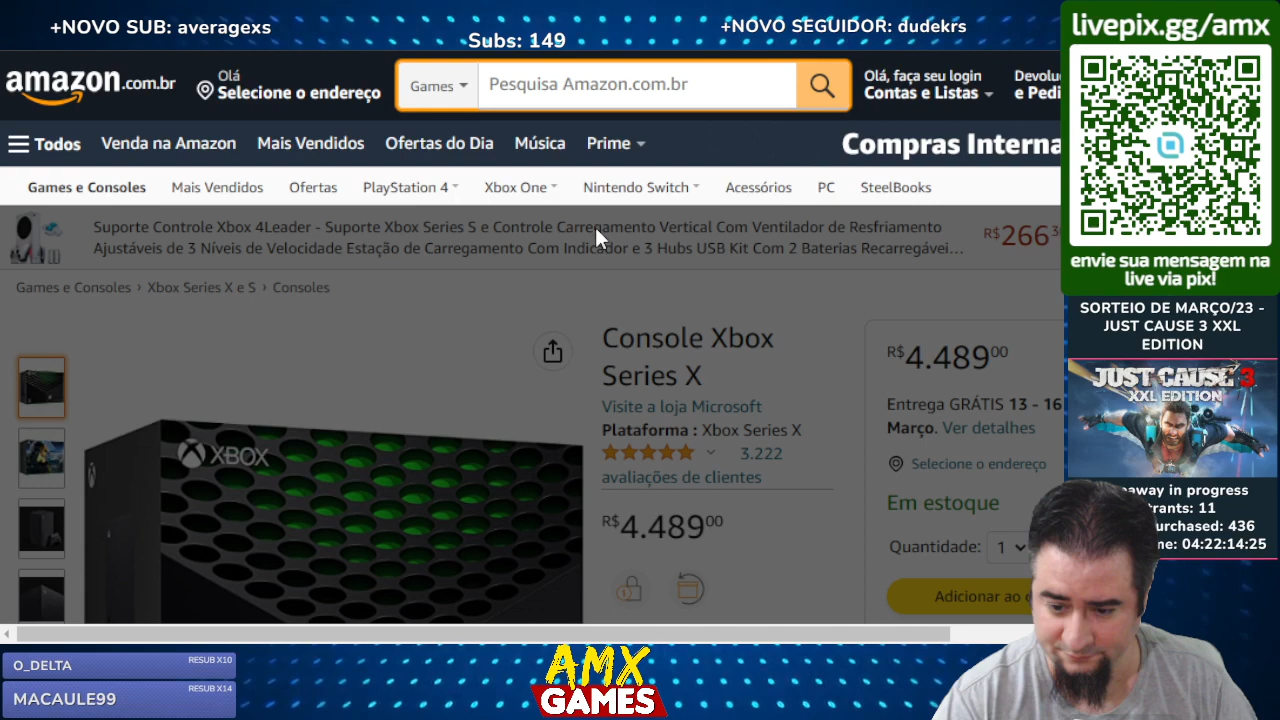 +NOVO SUB: averagexs
Subs: 149
+NOVO SEGUIDOR: dudekrs
livepix.gg/amx
amazon.com.br
Olá
Selecione o endereço
Games
Pesquisa Amazon.com.br
Olá, faça seu login
Contas e Listas
Devolu
e Pedi
Todos
Venda na Amazon
Mais Vendidos
Ofertas do Dia
Música
Prime
Compras Interna
Games e Consoles
Mais Vendidos
Ofertas
PlayStation 4
Xbox One
Nintendo Switch
Acessórios
PC
SteelBooks
Suporte Controle Xbox 4Leader - Suporte Xbox Series S e Controle Carregamento Vertical Com Ventilador de Resfriamento
Ajustáveis de 3 Níveis de Velocidade Estação de Carregamento Com Indicador e 3 Hubs USB Kit Com 2 Baterias Recarregávei...
R$266
envie sua mensagem na
live via pix!
Games e Consoles › Xbox Series X e S › Consoles
SORTEIO DE MARÇO/23 -
JUST CAUSE 3 XXL
EDITION
JUST CAUSE 3
XXL EDITION
XBOX
Console Xbox
Series X
Visite a loja Microsoft
Plataforma : Xbox Series X
3.222
avaliações de clientes
R$4.48900
R$4.48900
Entrega GRÁTIS 13 - 16
Março. Ver detalhes
Selecione o endereço
Em estoque
Quantidade: 1
Adicionar ao
away in progress
trants: 11
urchased: 436
me: 04:22:14:25
O_DELTA
RESUB X10
MACAULE99
RESUB X14
AMX
GAMES